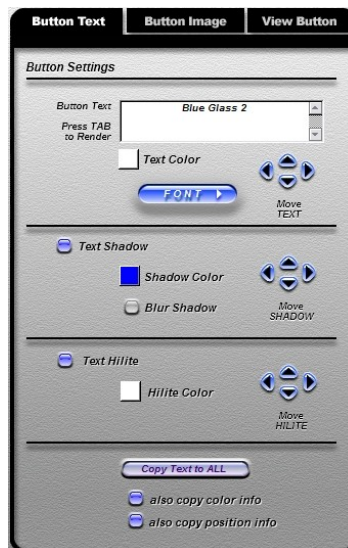 Button Text Button Image View Button
Button Settings
Button Text
Blue Glass 2
Press TAB
to Render
Text Color
FONT
Move
TEXT
Text Shadow
Shadow Color
Blur Shadow
Move
SHADOW
Text Hilite
Hilite Color
Move
HILITE
Copy Text to ALL
also copy color info
also copy position info